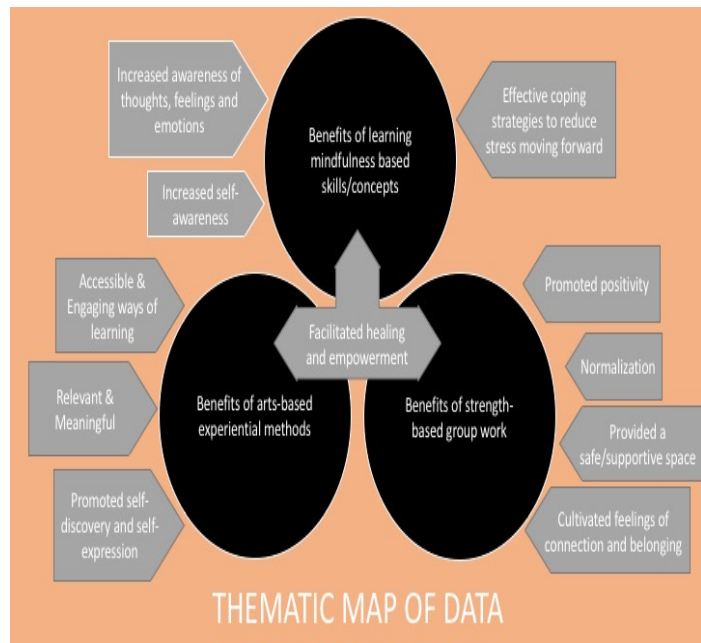 Increased awareness of
thoughts, feelings and
emotions
Increased self-
awareness
Benefits of learning
mindfulness based
skills/concepts
Effective coping
strategies to reduce
stress moving forward
Accessible &
Engaging ways of
learning
Relevant &
Meaningful
Promoted self-
discovery and self-
expression
Facilitated healing
and empowerment
Benefits of arts-based
experiential methods
Benefits of strength-
based group work
Promoted positivity
Normalization
Provided a
safe/supportive space
Cultivated feelings of
connection and belonging
THEMATIC MAP OF DATA